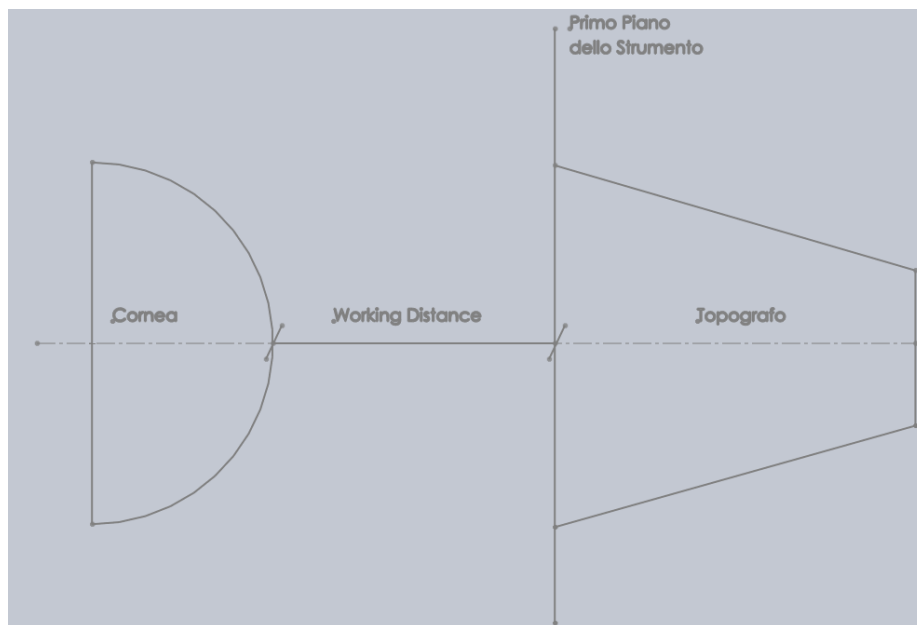 Primo Piano
dello Strumento
Cornea
Working Distance
Topografo